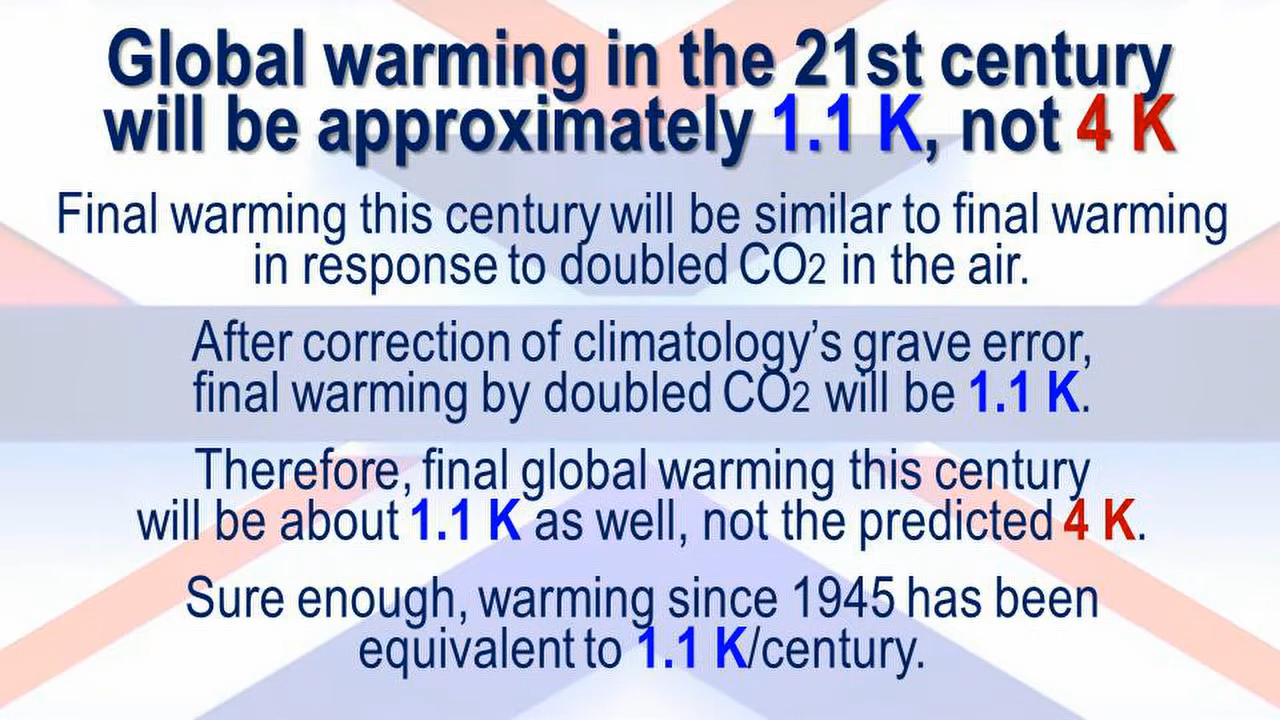 Global warming in the 21st century
will be approximately 1.1 K, not 4 K
Final warming this century will be similar to final warming
in response to doubled CO2 in the air.
After correction of climatology’s grave error,
final warming by doubled CO2 will be 1.1 K.
Therefore, final global warming this century
will be about 1.1 K as well, not the predicted 4 K.
Sure enough, warming since 1945 has been
equivalent to 1.1 K/century.